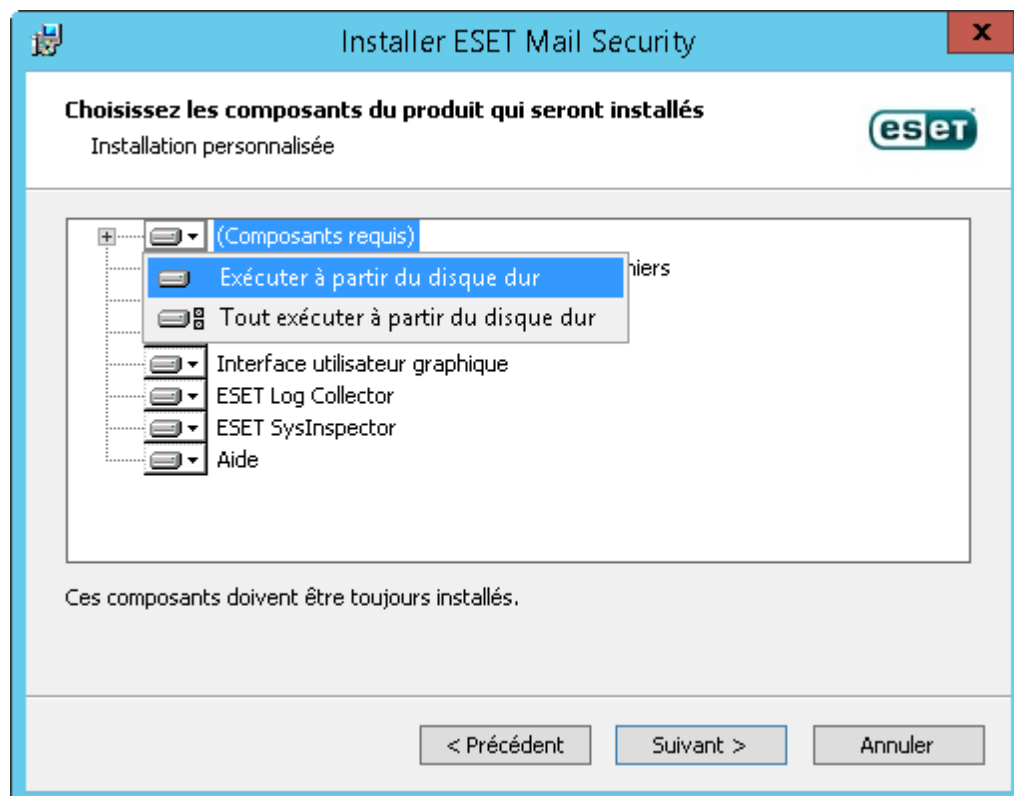 Installer ESET Mail Security
Choisissez les composants du produit qui seront installés
Installation personnalisée
eseT
(Composants requis)
Exécuter à partir du disque dur
Tout exécuter à partir du disque dur
Interface utilisateur graphique
ESET Log Collector
ESET SysInspector
Aide
Ces composants doivent être toujours installés.
< Précédent
Suivant >
Annuler